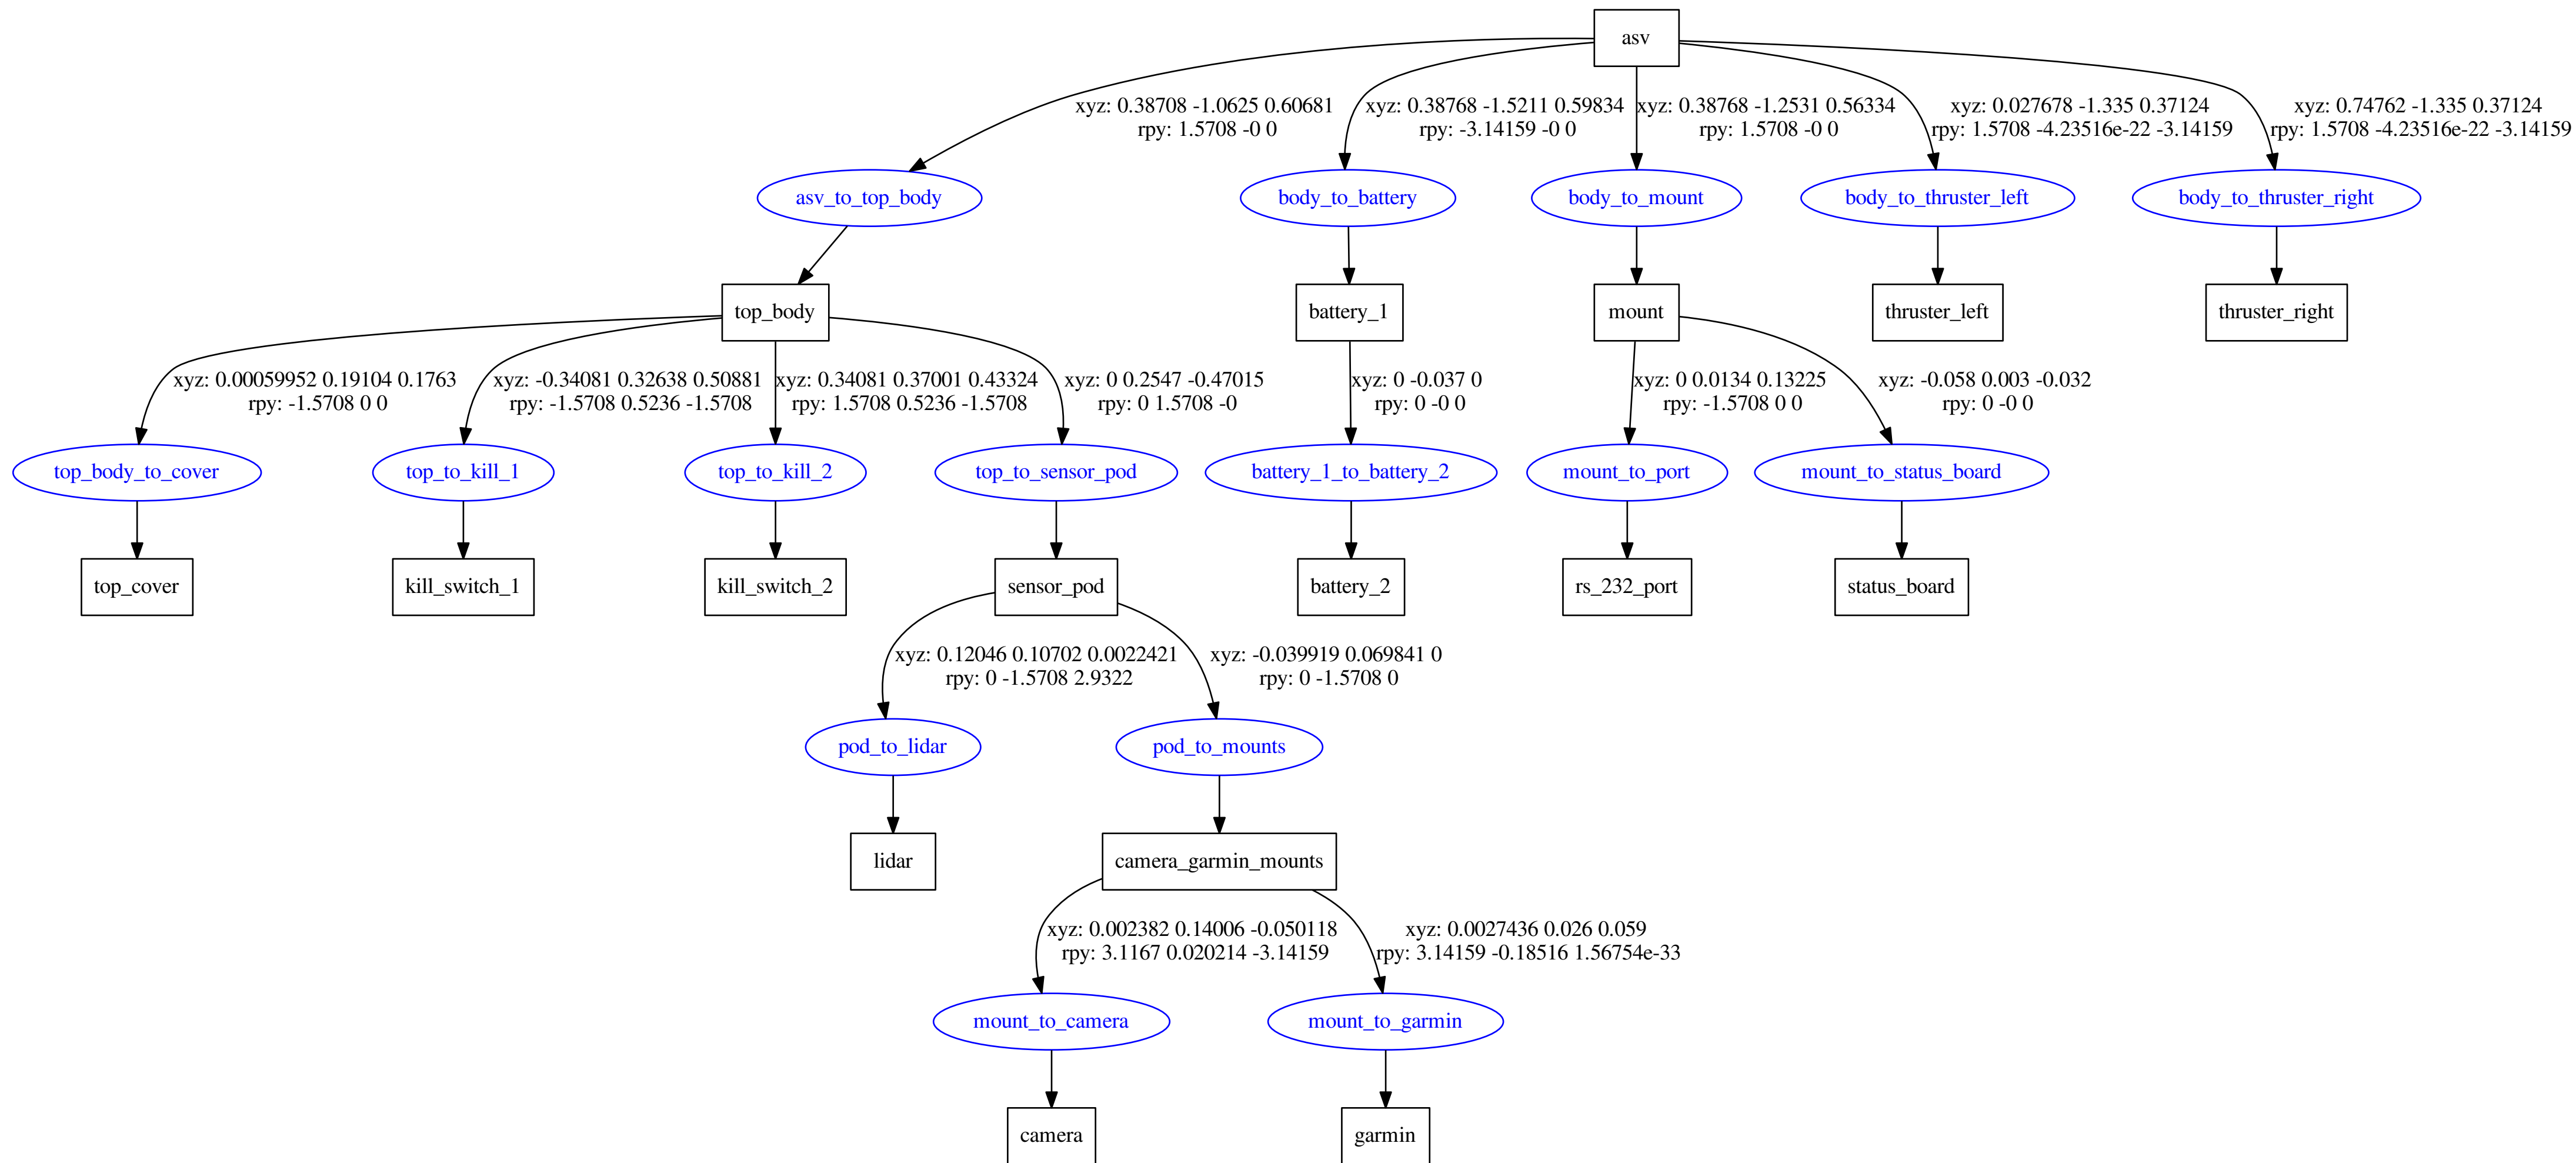 asv
xyz: 0.38708 -1.0625 0.60681
rpy: 1.5708 -0 0
xyz: 0.38768 -1.5211 0.59834
rpy: -3.14159 -0 0
xyz: 0.38768 -1.2531 0.56334
rpy: 1.5708 -0 0
xyz: 0.027678 -1.335 0.37124
rpy: 1.5708 -4.23516e-22 -3.14159
xyz: 0.74762 -1.335 0.37124
rpy: 1.5708 -4.23516e-22 -3.14159
asv_to_top_body
body_to_battery
body_to_mount
body_to_thruster_left
body_to_thruster_right
top_body
battery_1
mount
thruster_left
thruster_right
xyz: 0.00059952 0.19104 0.1763
rpy: -1.5708 0 0
xyz: -0.34081 0.32638 0.50881
rpy: -1.5708 0.5236 -1.5708
xyz: 0.34081 0.37001 0.43324
rpy: 1.5708 0.5236 -1.5708
xyz: 0 0.2547 -0.47015
rpy: 0 1.5708 -0
xyz: 0 -0.037 0
rpy: 0 -0 0
xyz: 0 0.0134 0.13225
rpy: -1.5708 0 0
xyz: -0.058 0.003 -0.032
rpy: 0 -0 0
top_body_to_cover
top_to_kill_1
top_to_kill_2
top_to_sensor_pod
battery_1_to_battery_2
mount_to_port
mount_to_status_board
top_cover
kill_switch_1
kill_switch_2
sensor_pod
battery_2
rs_232_port
status_board
xyz: 0.12046 0.10702 0.0022421
rpy: 0 -1.5708 2.9322
xyz: -0.039919 0.069841 0
rpy: 0 -1.5708 0
pod_to_lidar
pod_to_mounts
lidar
camera_garmin_mounts
xyz: 0.002382 0.14006 -0.050118
rpy: 3.1167 0.020214 -3.14159
xyz: 0.0027436 0.026 0.059
rpy: 3.14159 -0.18516 1.56754e-33
mount_to_camera
mount_to_garmin
camera
garmin